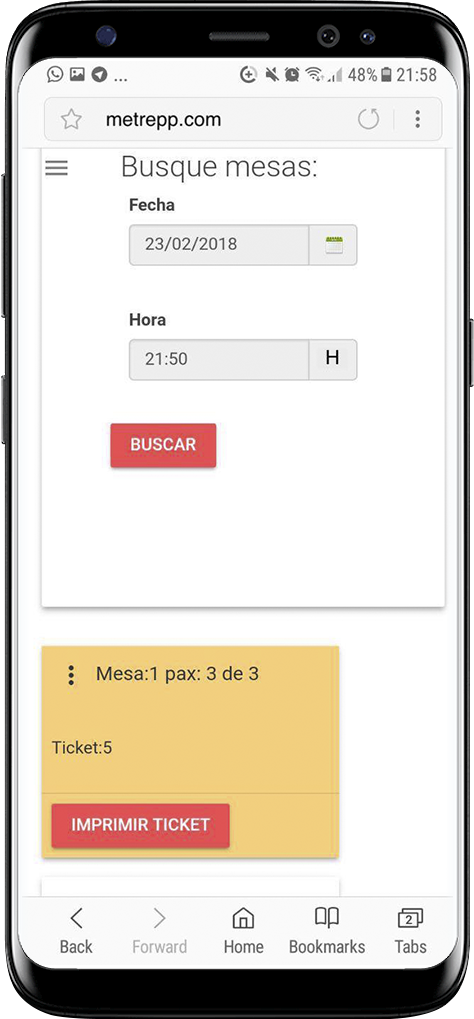 ... 48% 21:58
metrepp.com
Busque mesas:
Fecha
23/02/2018
Hora
21:50 H
BUSCAR
Mesa:1 pax: 3 de 3
Ticket:5
IMPRIMIR TICKET
Back Forward Home Bookmarks 2 Tabs